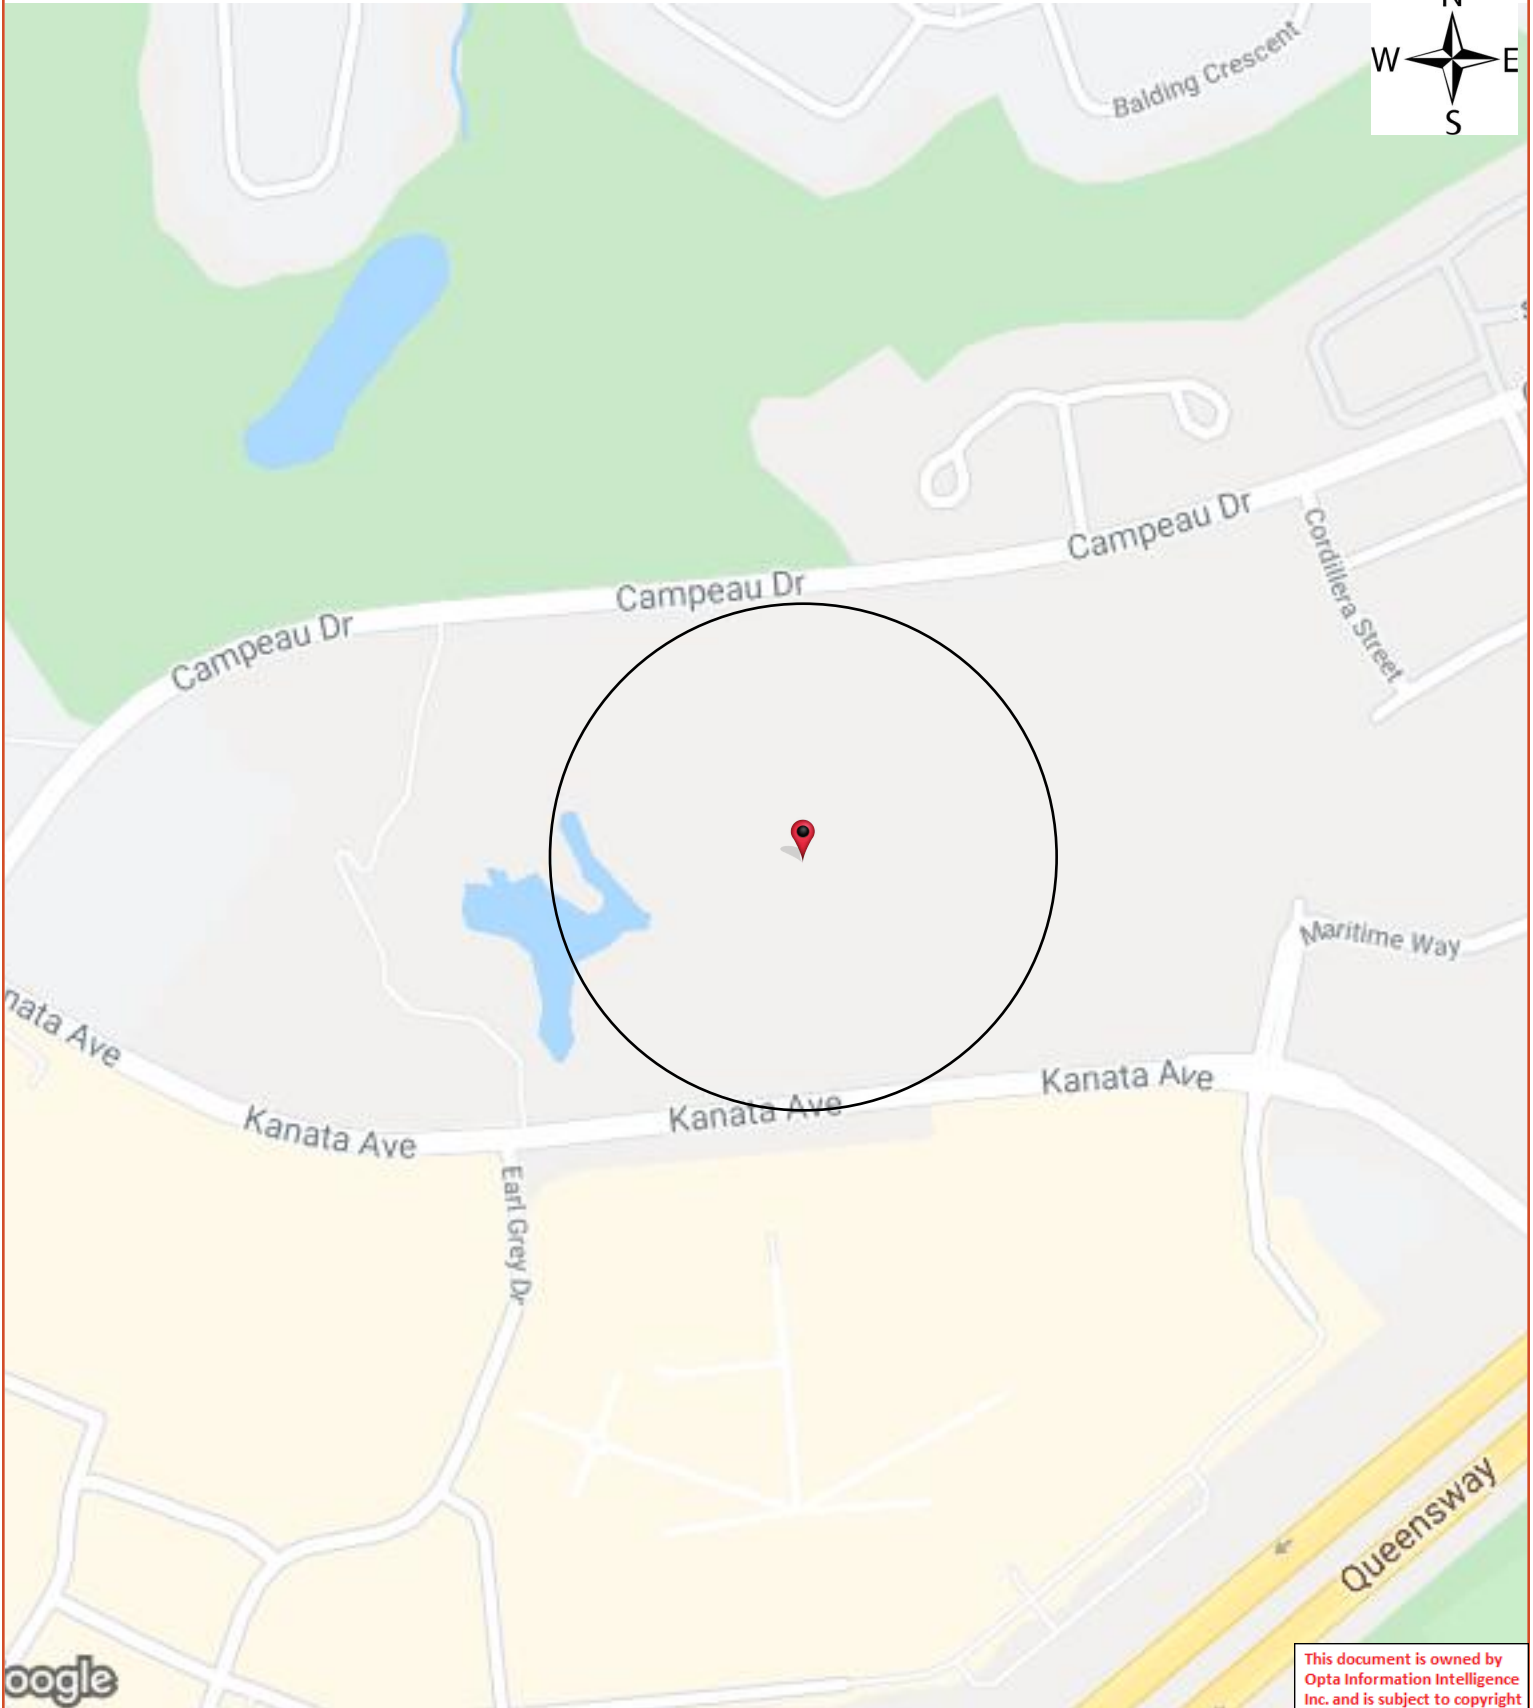 N
W
E
S
Balding Crescent
Campeau Dr
Cordillera Street
Campeau Dr
Campeau Dr
Maritime Way
nata Ave
Kanata Ave
Kanata Ave
Kanata Ave
Earl Grey Dr
Queensway
oogle
This document is owned by
Opta Information Intelligence
Inc. and is subject to copyright